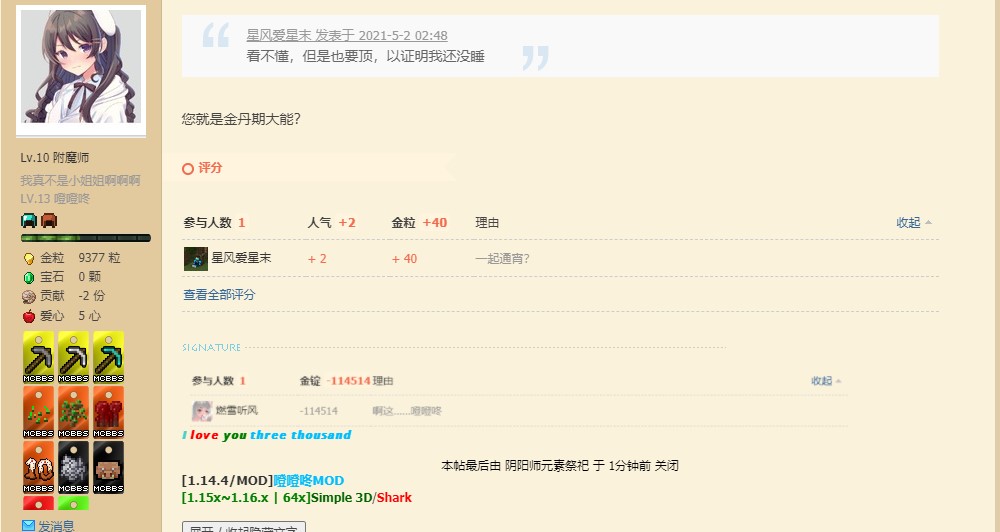 星风爱星末 发表于 2021-5-2 02:48
看不懂，但是也要顶，以证明我还没睡
您就是金丹期大能？
Lv.10 附魔师
评分
我真不是小姐姐啊啊啊
LV.13 噔噔咚
参与人数 1 人气 +2 金粒 +40 理由 收起
金粒 9377 粒
星风爱星末 + 2 + 40 一起通宵？
宝石 0 颗
贡献 -2 份
查看全部评分
爱心 5 心
SIGNATURE
MCBBS MCBBS MCBBS
参与人数 1 金锭 -114514 理由 收起
燃雪听风 -114514 啊这……噔噔咚
MCBBS MCBBS MCBBS
I love you three thousand
本帖最后由 阴阳师元素祭祀 于 1分钟前 关闭
10
[1.14.4/MOD]噔噔咚MOD
MCBBS MCBBS MCBBS
[1.15x~1.16.x | 64x]Simple 3D/Shark
发消息
展开 / 收起隐藏文字